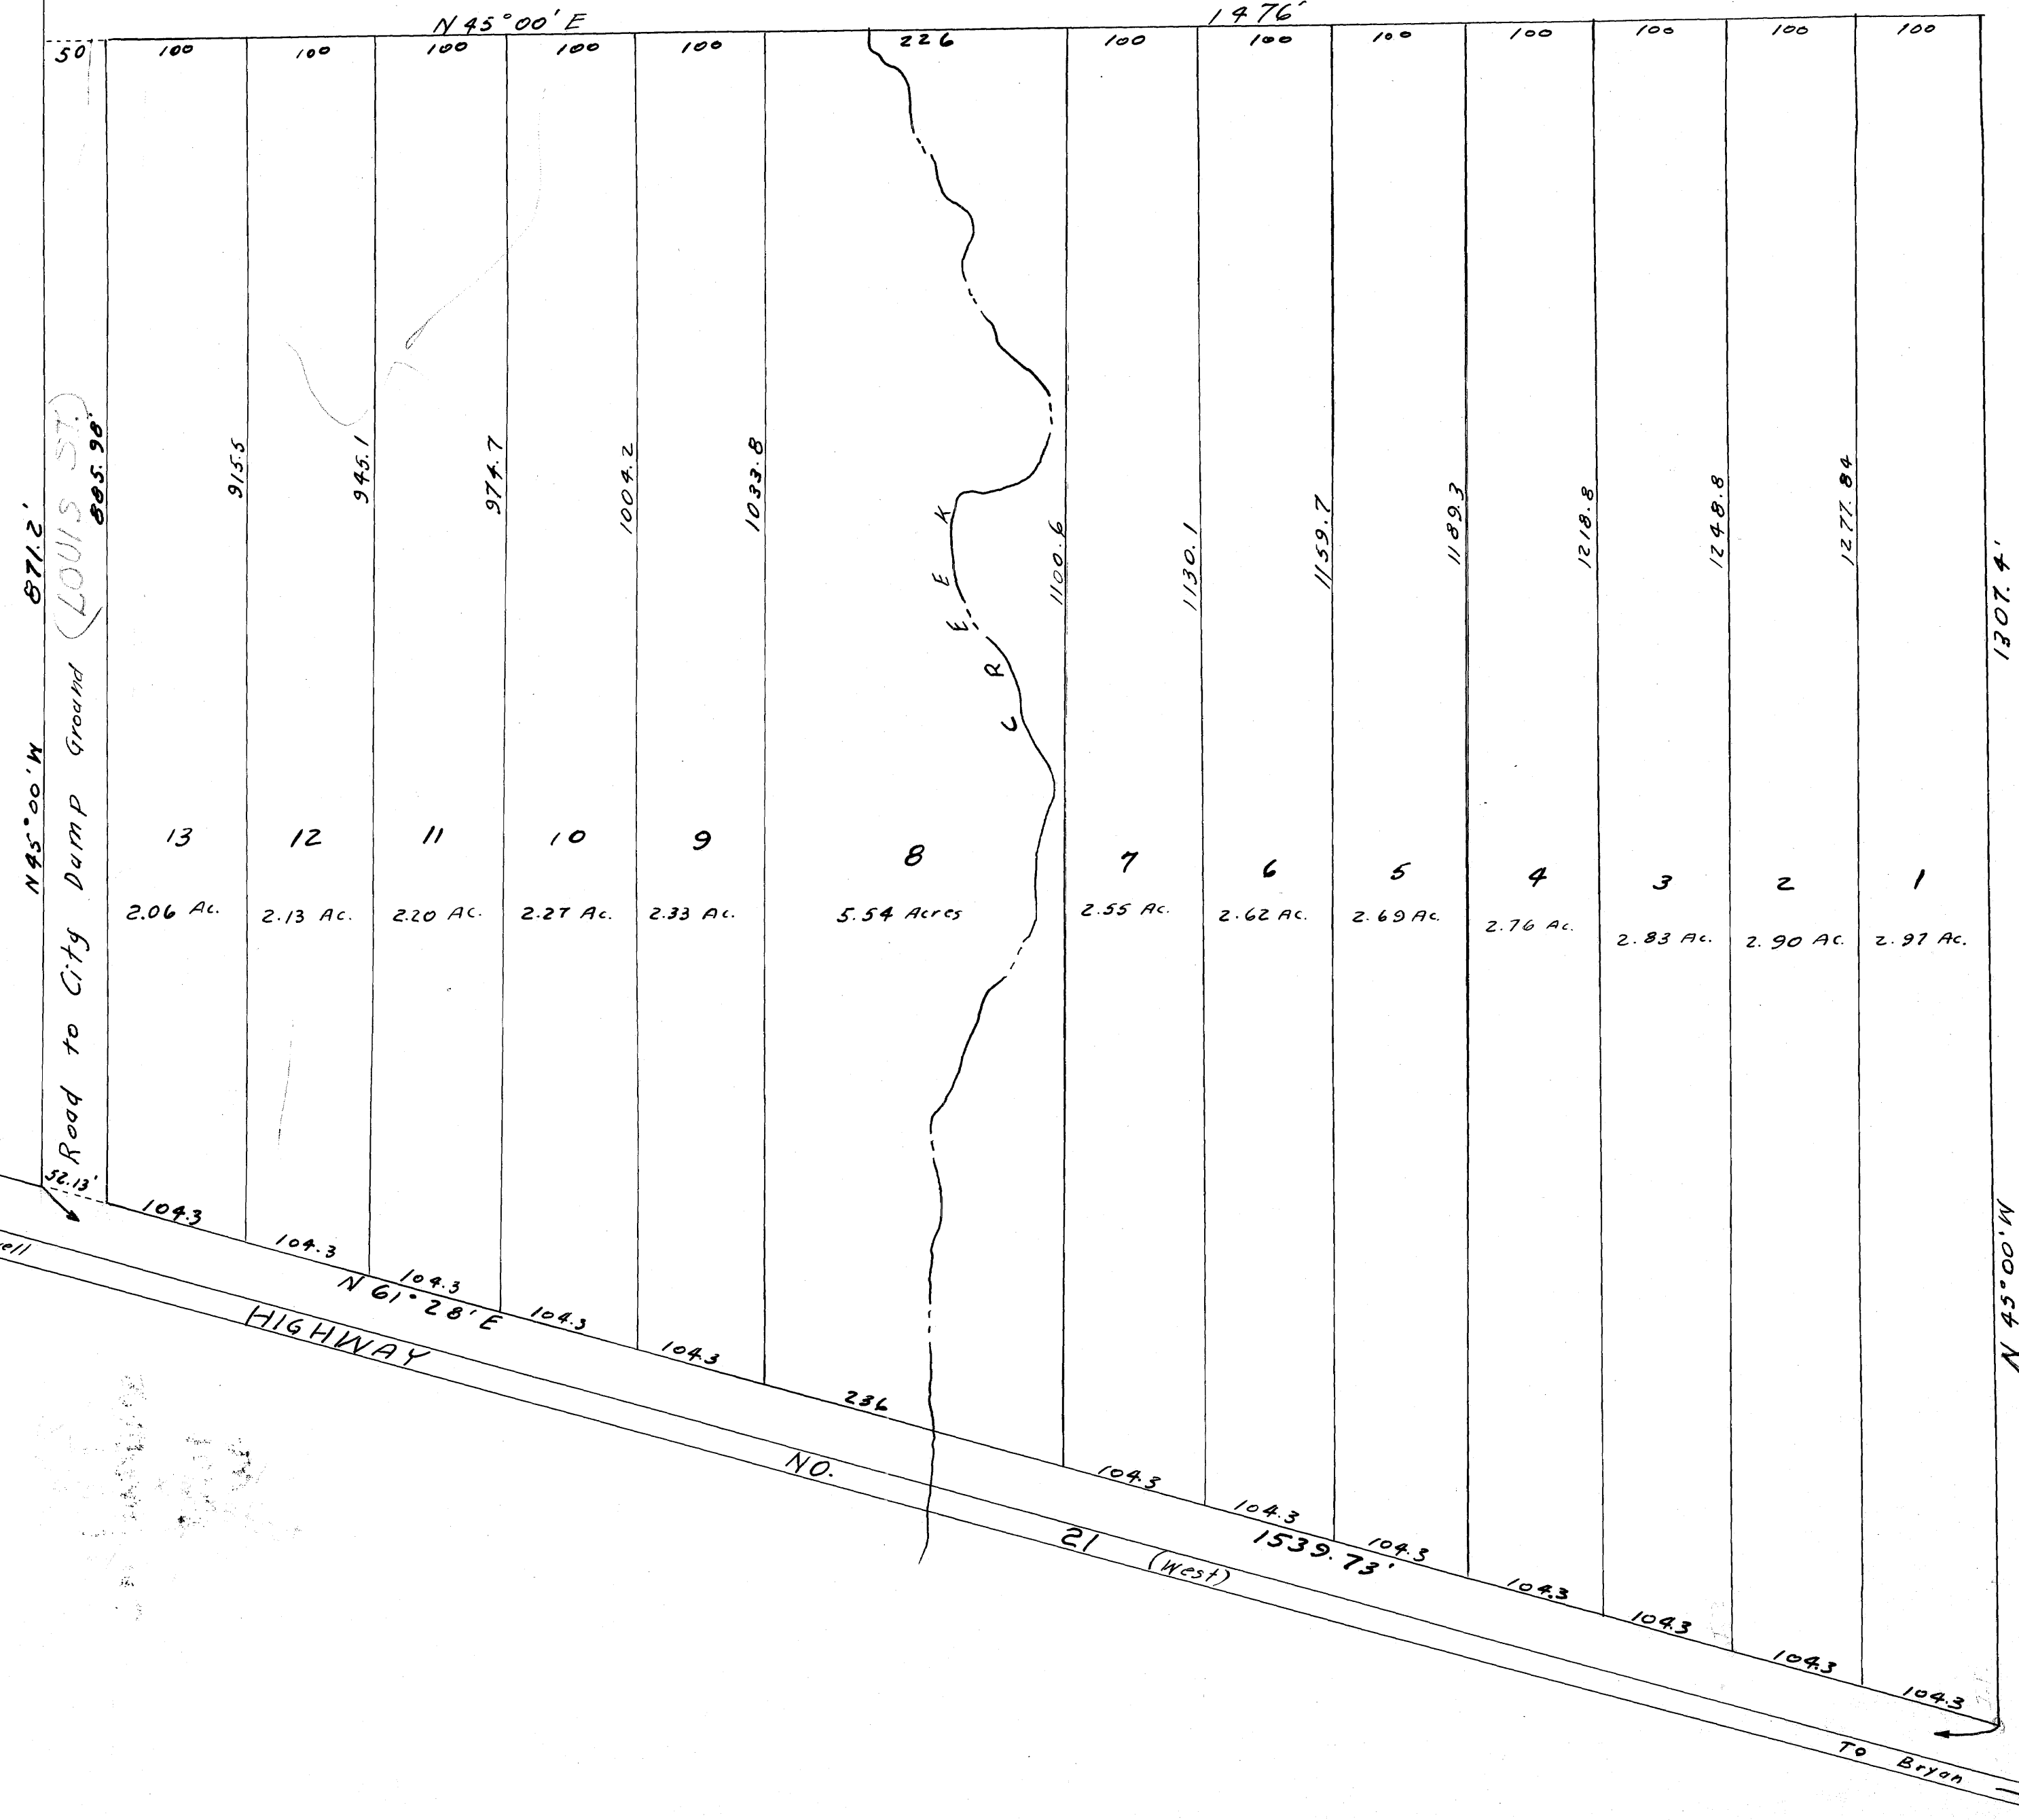 N 45°00' E
1476'
50
100
100
100
100
100
226
100
100
100
100
100
100
100
871.2'
N 45°00' W
Road to City Dump Ground (LOUIS ST.)
885.98'
915.5
945.1
974.7
1004.2
1033.8
CREEK
1100.6
1130.1
1159.7
1189.3
1218.8
1248.8
1277.84
1307.4'
N 45°00' W
13
12
11
10
9
8
7
6
5
4
3
2
1
2.06 Ac.
2.13 Ac.
2.20 Ac.
2.27 Ac.
2.33 Ac.
5.54 Acres
2.55 Ac.
2.62 Ac.
2.69 Ac.
2.76 Ac.
2.83 Ac.
2.90 Ac.
2.97 Ac.
52.13'
104.3
104.3
104.3
104.3
104.3
236
104.3
104.3
104.3
104.3
104.3
104.3
104.3
N 61°28' E
1539.73'
ell
HIGHWAY NO. 21 (West)
To Bryan